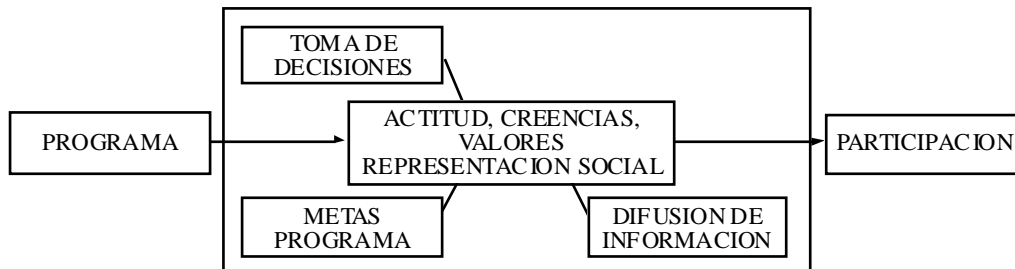 TOMA DE
DECISIONES
PROGRAMA
ACTITUD, CREENCIAS,
VALORES
REPRESENTACION SOCIAL
PARTICIPACION
METAS
PROGRAMA
DIFUSION DE
INFORMACION